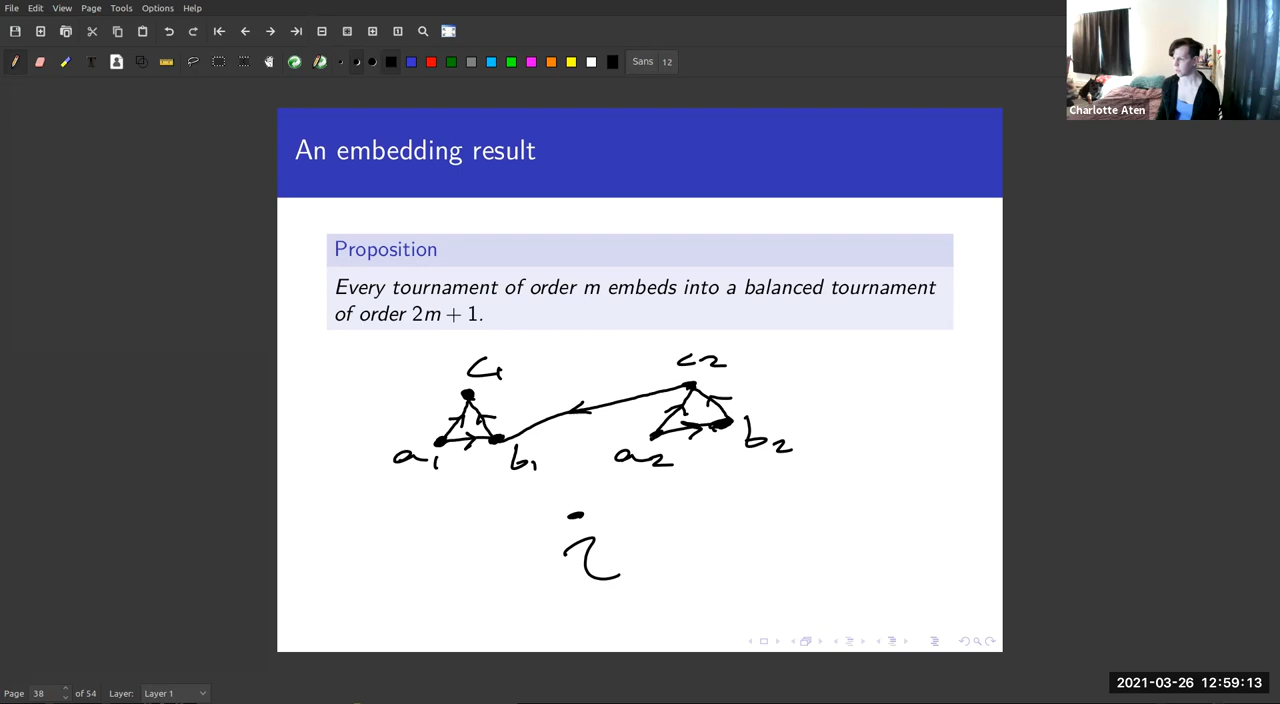 File Edit View Page Tools Options Help
Sans 12
Charlotte Aten
An embedding result
Proposition
Every tournament of order m embeds into a balanced tournament
of order 2m + 1.
c1 c2
a1 b1 a2 b2
Page 38 of 54 Layer: Layer 1
2021-03-26 12:59:13